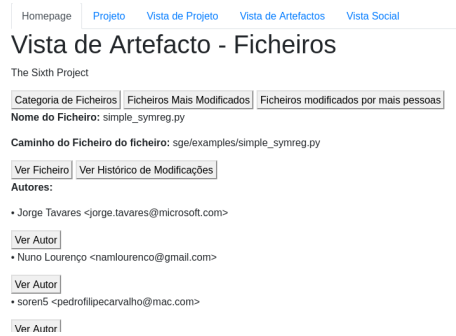 Homepage Projeto Vista de Projeto Vista de Artefactos Vista Social
Vista de Artefacto - Ficheiros
The Sixth Project
Categoria de Ficheiros Ficheiros Mais Modificados Ficheiros modificados por mais pessoas
Nome do Ficheiro: simple_symreg.py
Caminho do Ficheiro do ficheiro: sge/examples/simple_symreg.py
Ver Ficheiro Ver Histórico de Modificações
Autores:
• Jorge Tavares <jorge.tavares@microsoft.com>
Ver Autor
• Nuno Lourenço <namlourenco@gmail.com>
Ver Autor
• soren5 <pedrofilipecarvalho@mac.com>
Ver Autor